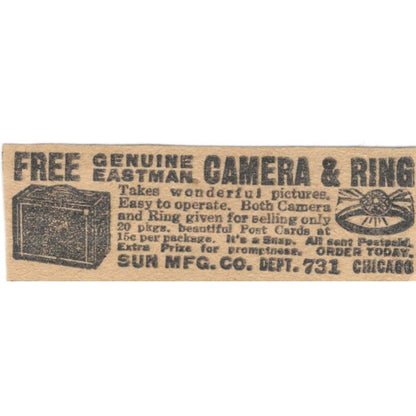 FREE GENUINE EASTMAN CAMERA & RING
Takes wonderful pictures.
Easy to operate. Both Camera
and Ring given for selling only
20 pkgs. beautiful Post Cards at
15c per package. It's a Snap. All sent Postpaid.
Extra Prize for promptness. ORDER TODAY.
SUN MFG. CO. DEPT. 731 CHICAGO